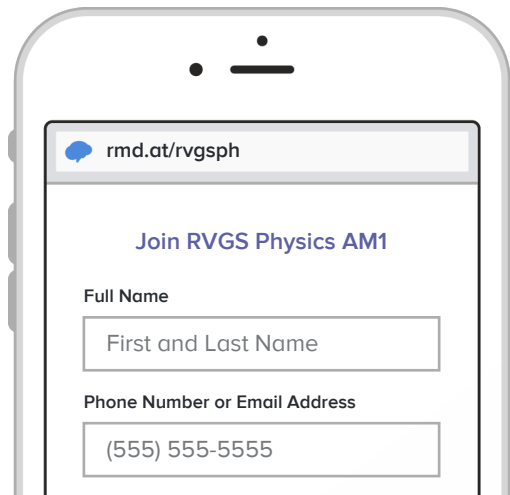 rmd.at/rvgsph
Join RVGS Physics AM1
Full Name
First and Last Name
Phone Number or Email Address
(555) 555-5555